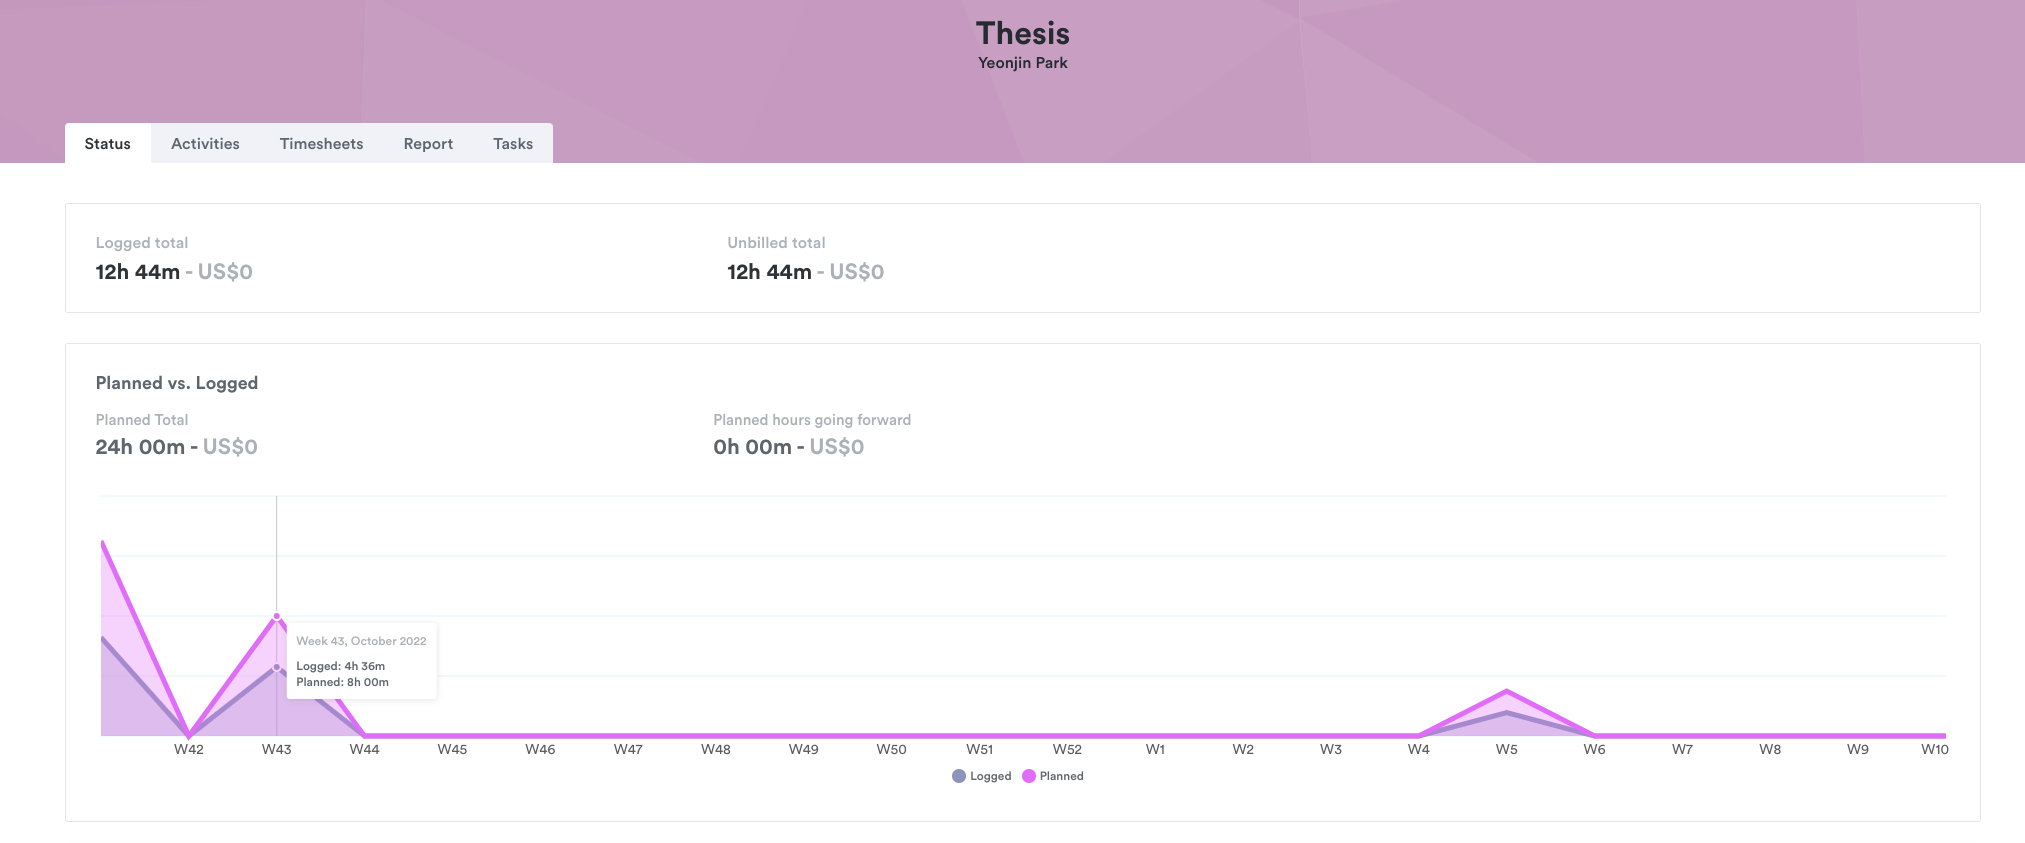 Thesis
Yeonjin Park
Status Activities Timesheets Report Tasks
Logged total Unbilled total
12h 44m - US$0 12h 44m - US$0
Planned vs. Logged
Planned Total Planned hours going forward
24h 00m - US$0 0h 00m - US$0
Week 43, October 2022
Logged: 4h 36m
Planned: 8h 00m
W42 W43 W44 W45 W46 W47 W48 W49 W50 W51 W52 W1 W2 W3 W4 W5 W6 W7 W8 W9 W10
Logged Planned